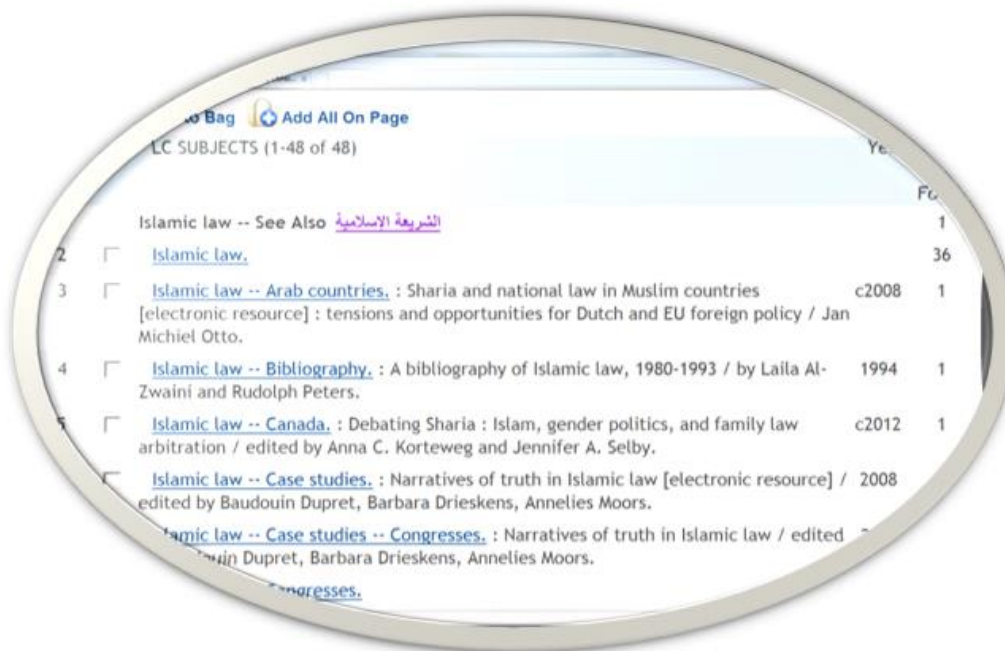 to Bag Add All On Page
LC SUBJECTS (1-48 of 48)
Islamic law -- See Also الشريعة الإسلامية 1
2 Islamic law. 36
3 Islamic law -- Arab countries. : Sharia and national law in Muslim countries c2008 1
[electronic resource] : tensions and opportunities for Dutch and EU foreign policy / Jan
Michiel Otto.
4 Islamic law -- Bibliography. : A bibliography of Islamic law, 1980-1993 / by Laila Al- 1994 1
Zwaini and Rudolph Peters.
5 Islamic law -- Canada. : Debating Sharia : Islam, gender politics, and family law c2012 1
arbitration / edited by Anna C. Korteweg and Jennifer A. Selby.
Islamic law -- Case studies. : Narratives of truth in Islamic law [electronic resource] / 2008
edited by Baudouin Dupret, Barbara Drieskens, Annelies Moors.
law -- Case studies -- Congresses. : Narratives of truth in Islamic law / edited
Dupret, Barbara Drieskens, Annelies Moors.
Congresses.